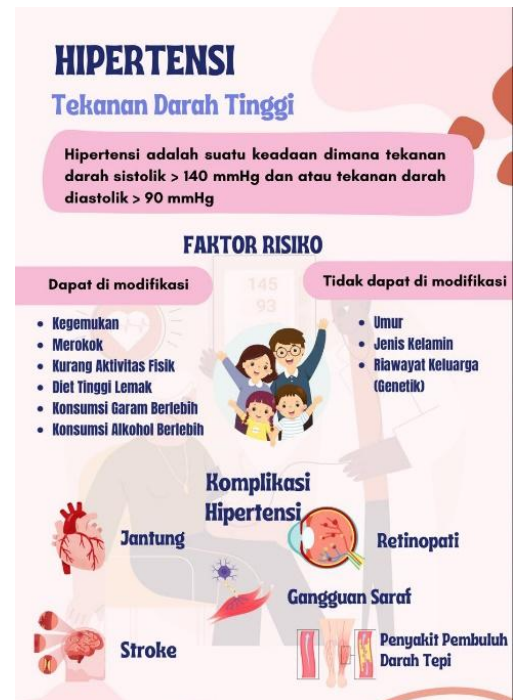 HIPERTENSI
Tekanan Darah Tinggi
Hipertensi adalah suatu keadaan dimana tekanan
darah sistolik > 140 mmHg dan atau tekanan darah
diastolik > 90 mmHg
FAKTOR RISIKO
Dapat di modifikasi
• Kegemukan
• Merokok
• Kurang Aktivitas Fisik
• Diet Tinggi Lemak
• Konsumsi Garam Berlebih
• Konsumsi Alkohol Berlebih
145
93
Tidak dapat di modifikasi
• Umur
• Jenis Kelamin
• Riawayat Keluarga
(Genetik)
Komplikasi
Hipertensi
Jantung
Retinopati
Gangguan Saraf
Stroke
Penyakit Pembuluh
Darah Tepi